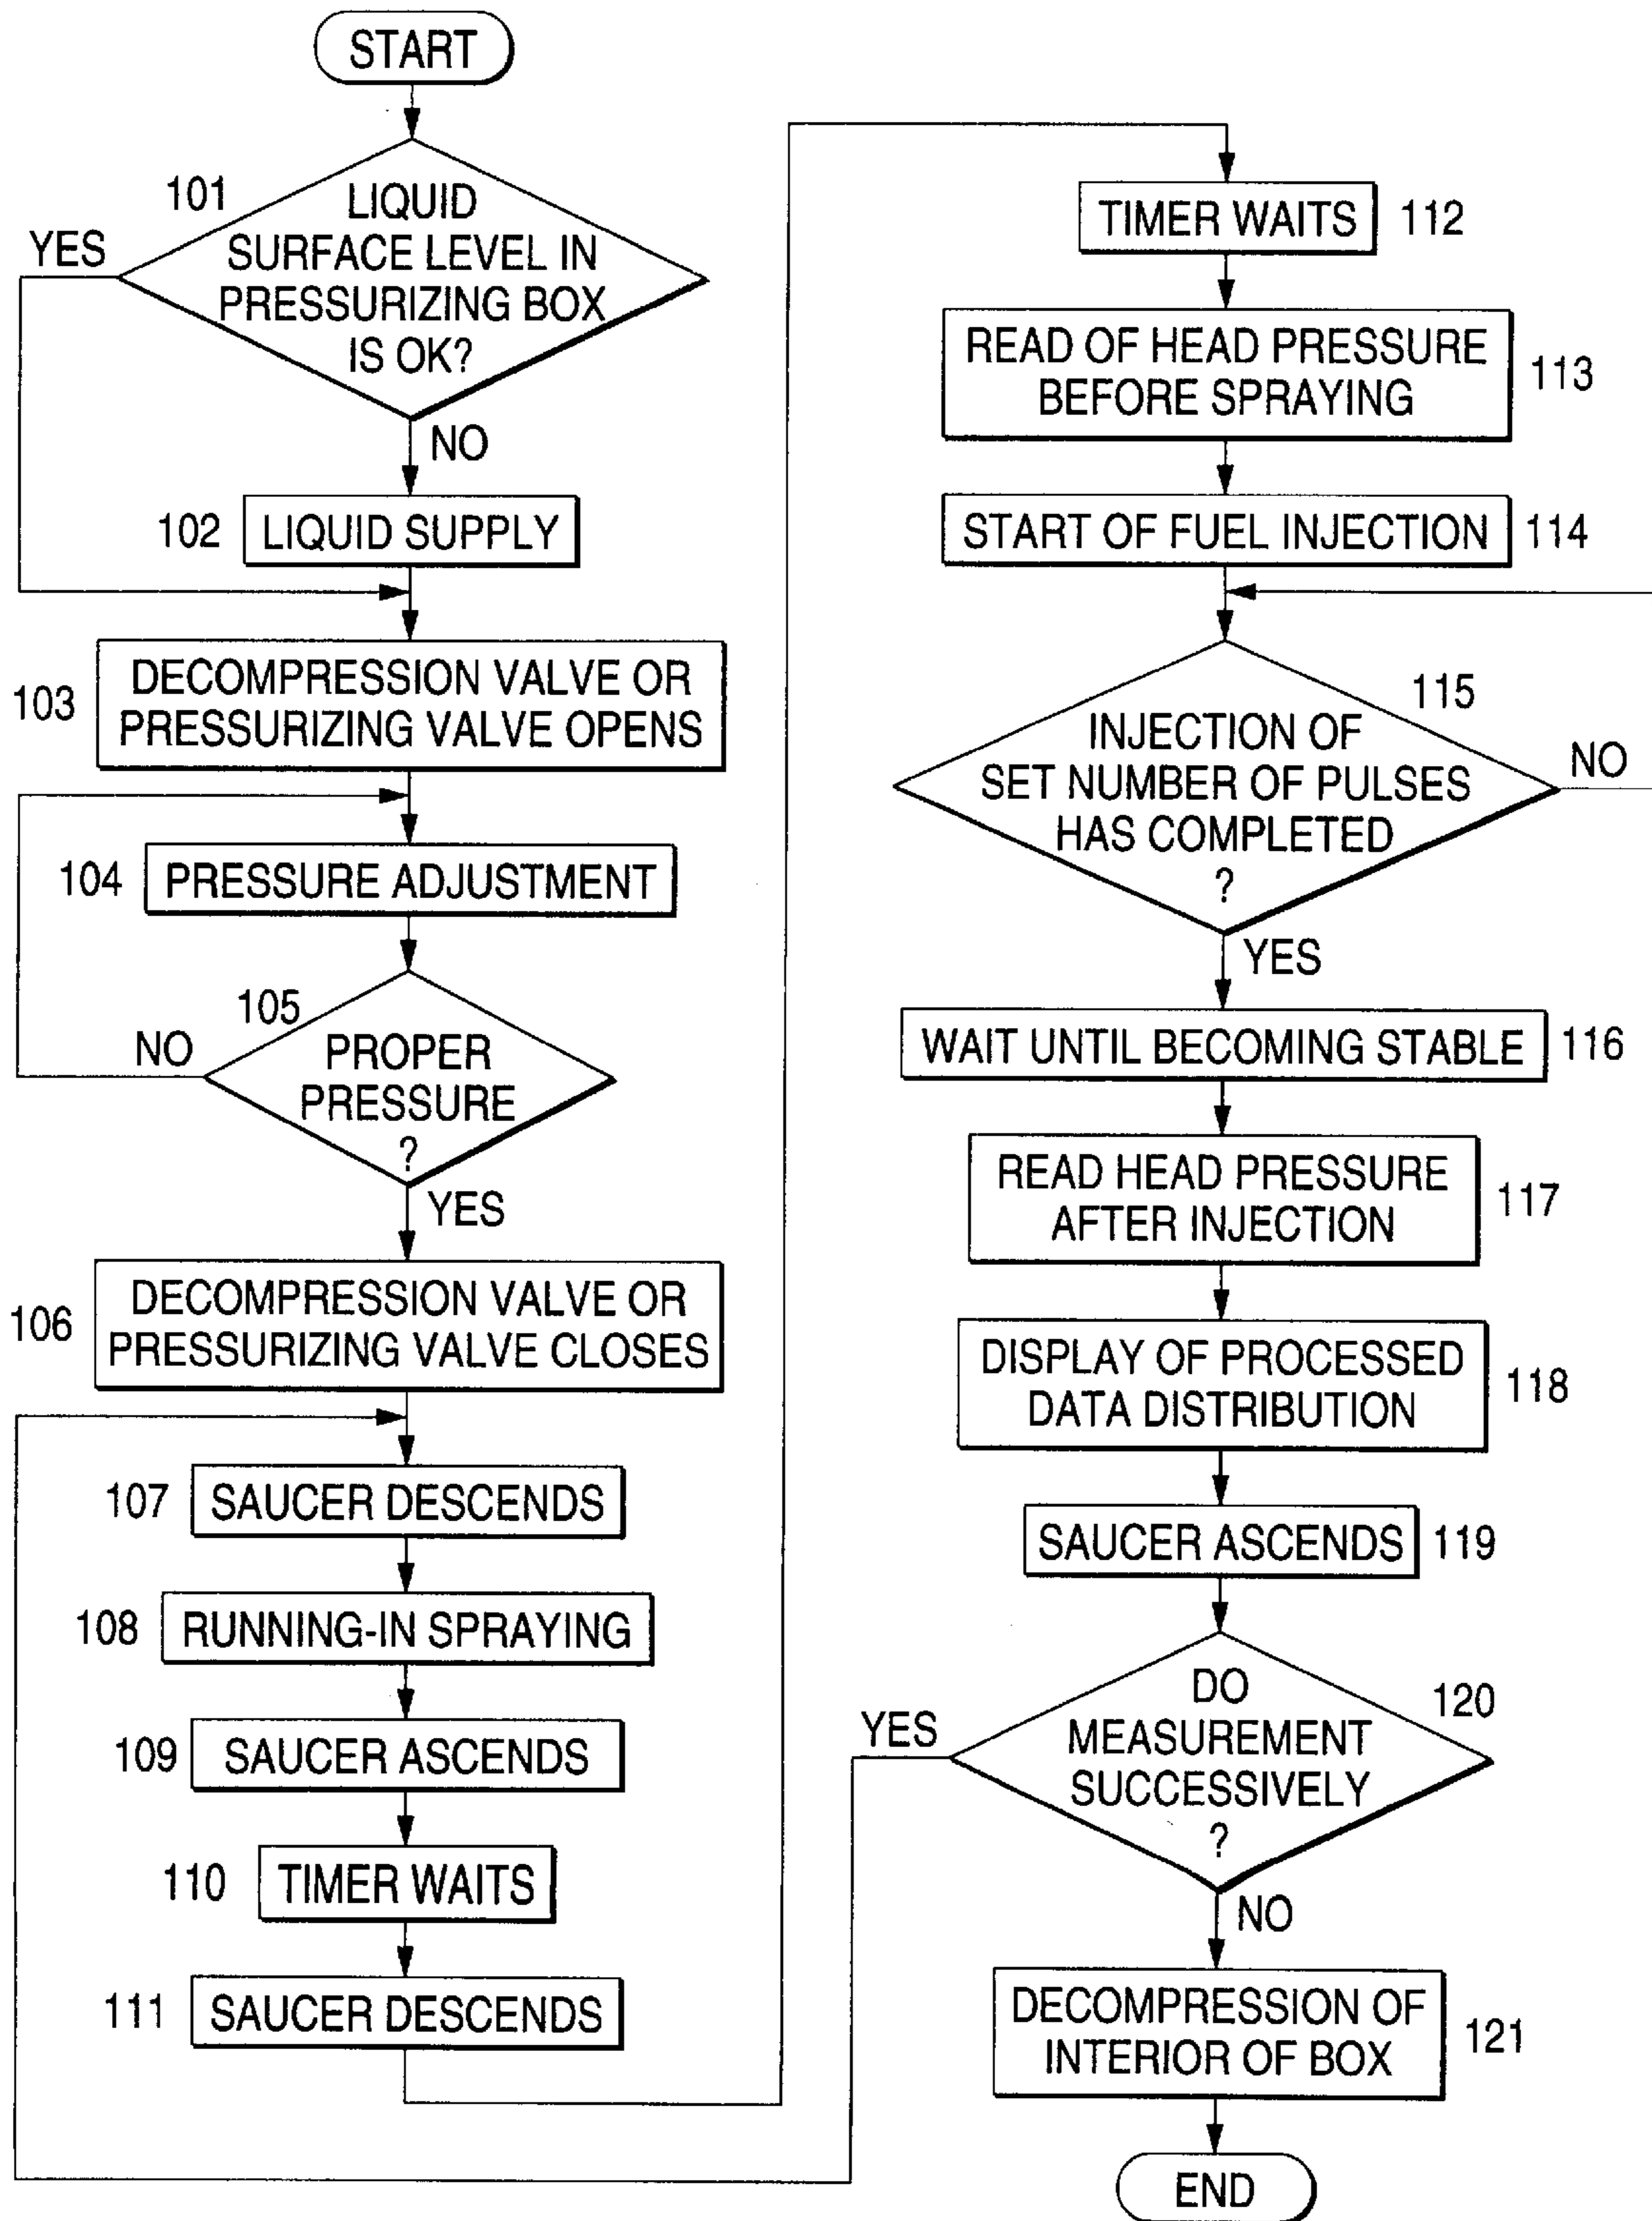 START
101
LIQUID
SURFACE LEVEL IN
PRESSURIZING BOX
IS OK?
YES
NO
102
LIQUID SUPPLY
103
DECOMPRESSION VALVE OR
PRESSURIZING VALVE OPENS
104
PRESSURE ADJUSTMENT
105
PROPER
PRESSURE
?
NO
YES
106
DECOMPRESSION VALVE OR
PRESSURIZING VALVE CLOSES
107
SAUCER DESCENDS
108
RUNNING-IN SPRAYING
109
SAUCER ASCENDS
110
TIMER WAITS
111
SAUCER DESCENDS
TIMER WAITS
112
READ OF HEAD PRESSURE
BEFORE SPRAYING
113
START OF FUEL INJECTION
114
115
INJECTION OF
SET NUMBER OF PULSES
HAS COMPLETED
?
NO
YES
WAIT UNTIL BECOMING STABLE
116
READ HEAD PRESSURE
AFTER INJECTION
117
DISPLAY OF PROCESSED
DATA DISTRIBUTION
118
SAUCER ASCENDS
119
120
DO
MEASUREMENT
SUCCESSIVELY
?
YES
NO
DECOMPRESSION OF
INTERIOR OF BOX
121
END